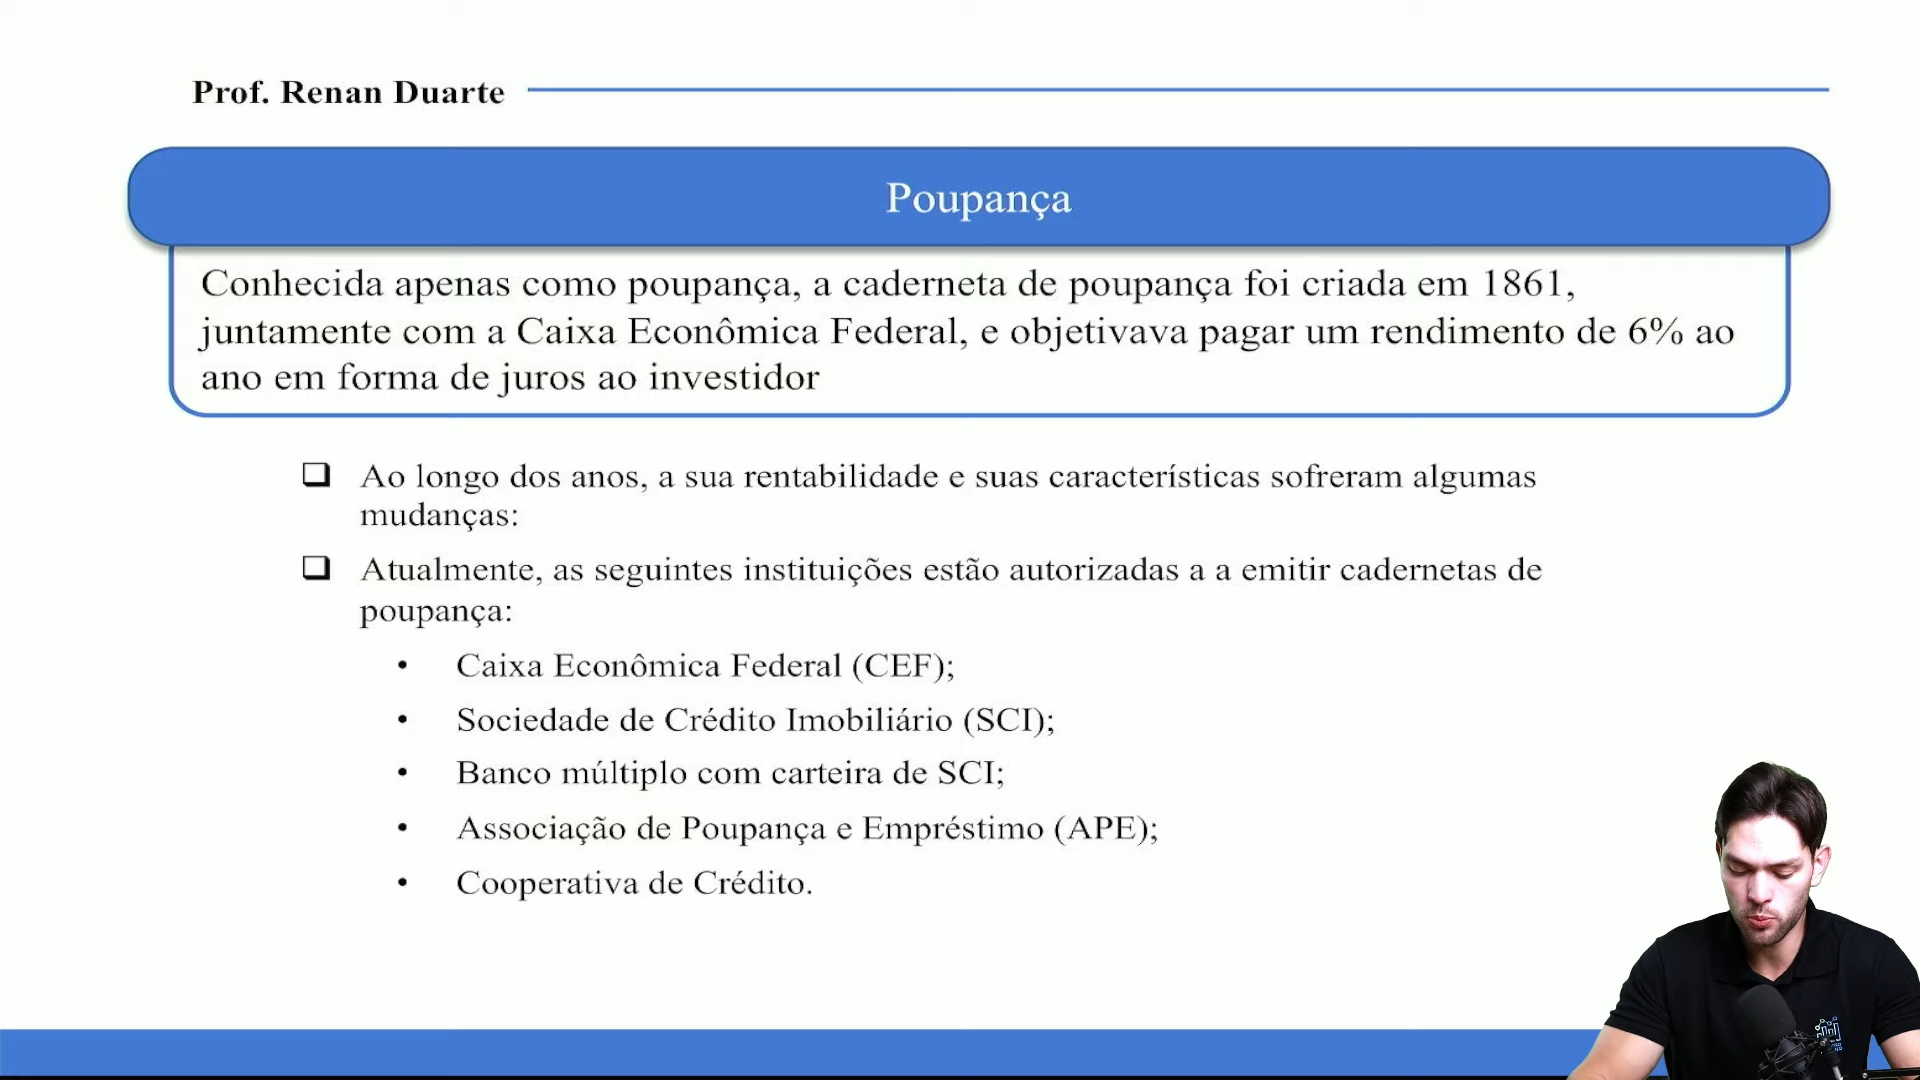 Prof. Renan Duarte
Poupança
Conhecida apenas como poupança, a caderneta de poupança foi criada em 1861,
juntamente com a Caixa Econômica Federal, e objetivava pagar um rendimento de 6% ao
ano em forma de juros ao investidor
Ao longo dos anos, a sua rentabilidade e suas características sofreram algumas
mudanças:
Atualmente, as seguintes instituições estão autorizadas a a emitir cadernetas de
poupança:
• Caixa Econômica Federal (CEF);
• Sociedade de Crédito Imobiliário (SCI);
• Banco múltiplo com carteira de SCI;
• Associação de Poupança e Empréstimo (APE);
• Cooperativa de Crédito.